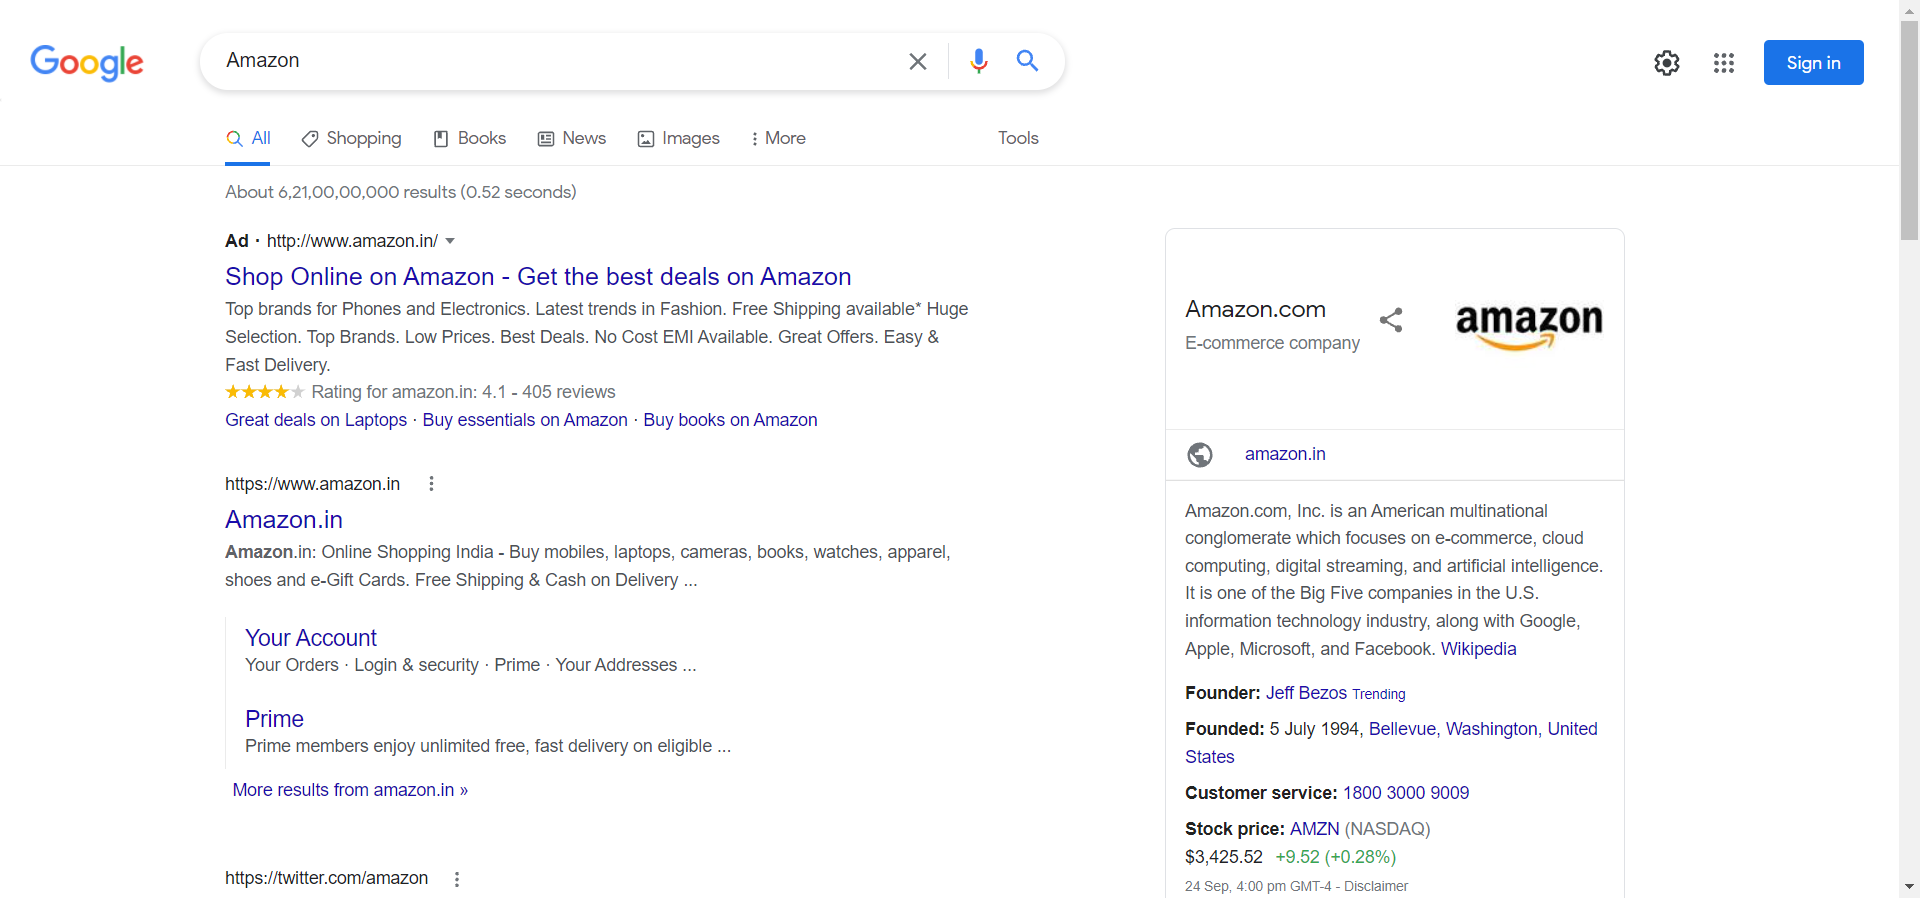 Google
Amazon
Sign in
All
Shopping
Books
News
Images
More
Tools
About 6,21,00,00,000 results (0.52 seconds)
Ad · http://www.amazon.in/
Shop Online on Amazon - Get the best deals on Amazon
Top brands for Phones and Electronics. Latest trends in Fashion. Free Shipping available* Huge
Selection. Top Brands. Low Prices. Best Deals. No Cost EMI Available. Great Offers. Easy &
Fast Delivery.
Rating for amazon.in: 4.1 - 405 reviews
Great deals on Laptops · Buy essentials on Amazon · Buy books on Amazon
https://www.amazon.in
Amazon.in
Amazon.in: Online Shopping India - Buy mobiles, laptops, cameras, books, watches, apparel,
shoes and e-Gift Cards. Free Shipping & Cash on Delivery ...
Your Account
Your Orders · Login & security · Prime · Your Addresses ...
Prime
Prime members enjoy unlimited free, fast delivery on eligible ...
More results from amazon.in »
https://twitter.com/amazon
Amazon.com
E-commerce company
amazon
amazon.in
Amazon.com, Inc. is an American multinational
conglomerate which focuses on e-commerce, cloud
computing, digital streaming, and artificial intelligence.
It is one of the Big Five companies in the U.S.
information technology industry, along with Google,
Apple, Microsoft, and Facebook. Wikipedia
Founder: Jeff Bezos Trending
Founded: 5 July 1994, Bellevue, Washington, United
States
Customer service: 1800 3000 9009
Stock price: AMZN (NASDAQ)
$3,425.52 +9.52 (+0.28%)
24 Sep, 4:00 pm GMT-4 - Disclaimer